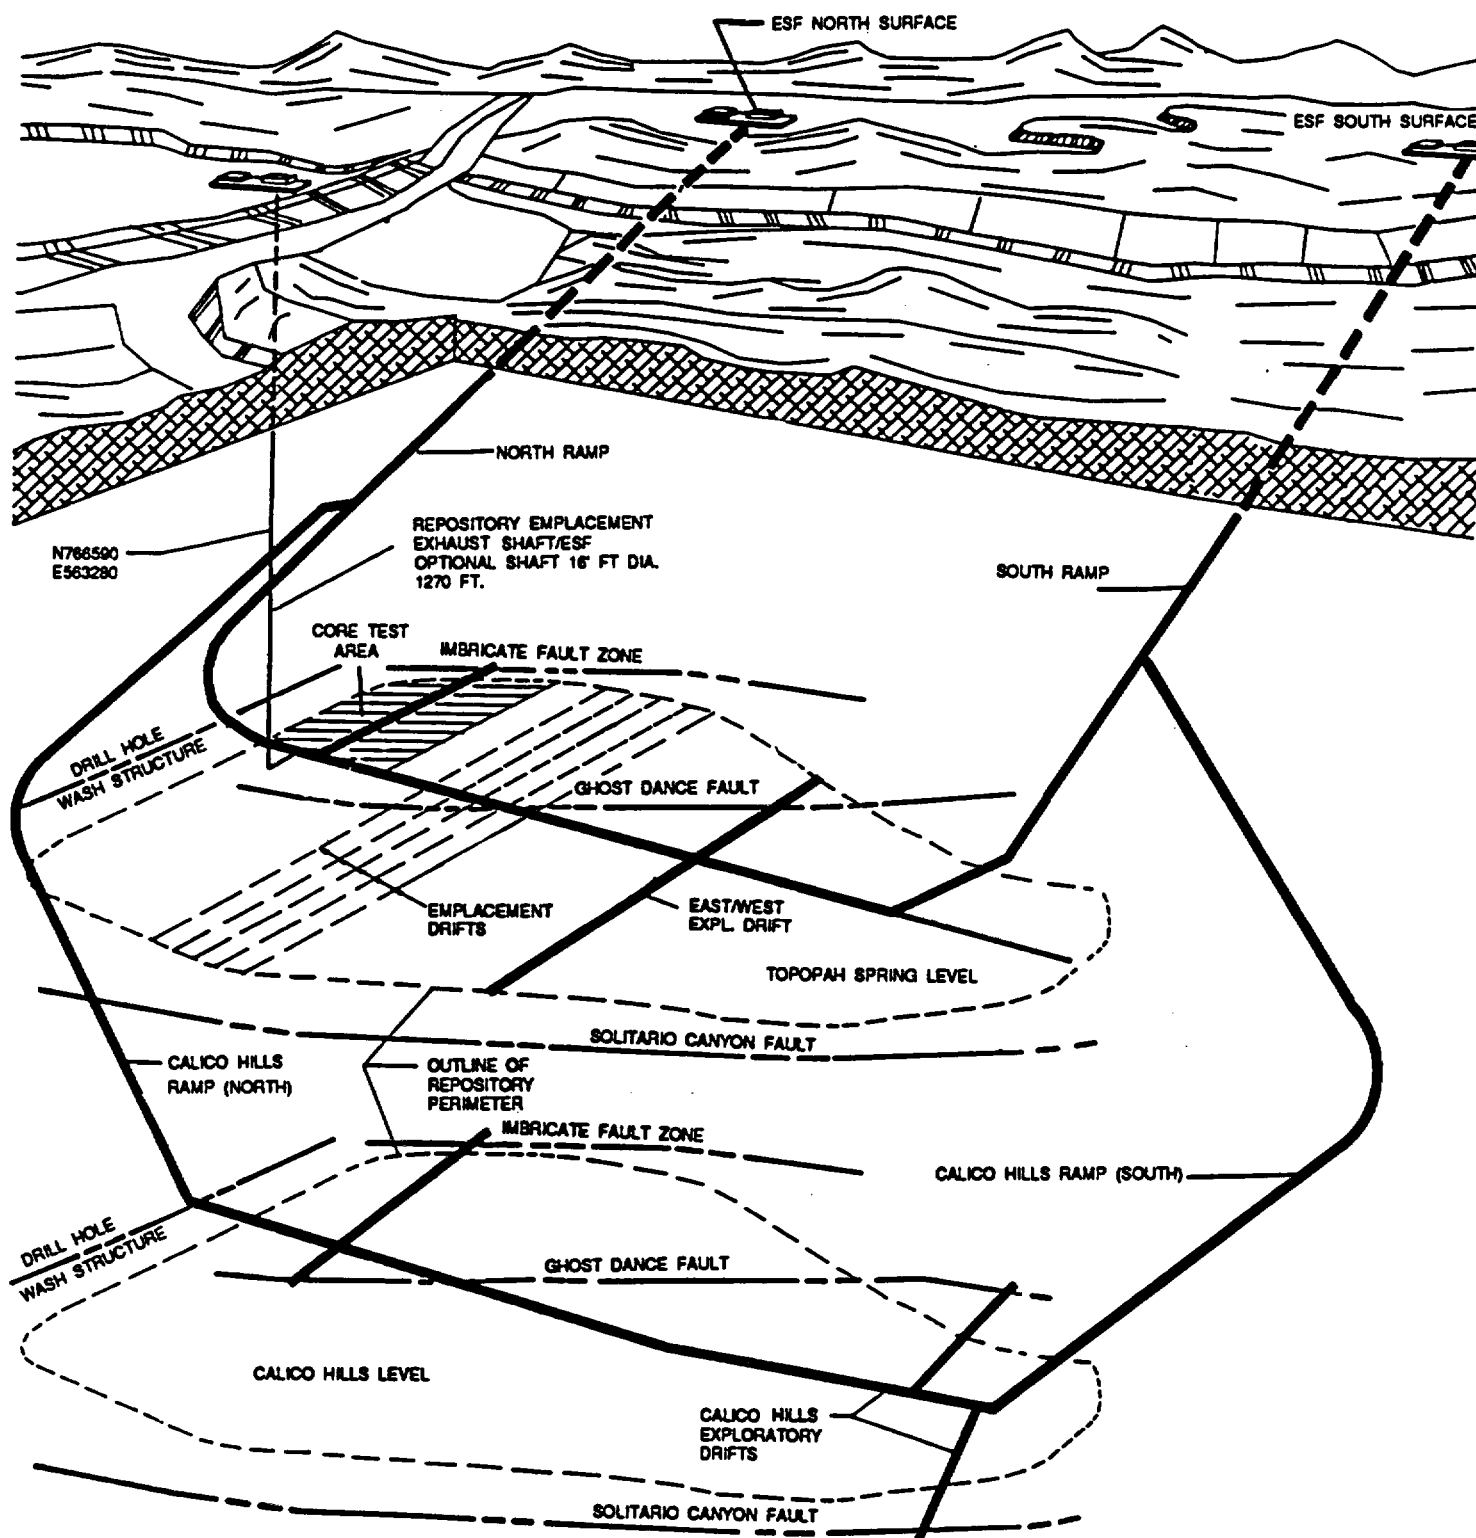 ESF NORTH SURFACE
ESF SOUTH SURFACE
NORTH RAMP
REPOSITORY EMPLACEMENT
EXHAUST SHAFT/ESF
OPTIONAL SHAFT 16' FT DIA.
1270 FT.
N766590
E563280
SOUTH RAMP
CORE TEST
AREA
IMBRICATE FAULT ZONE
DRILL HOLE
WASH STRUCTURE
GHOST DANCE FAULT
EMPLACEMENT
DRIFTS
EAST/WEST
EXPL. DRIFT
TOPOPAH SPRING LEVEL
SOLITARIO CANYON FAULT
CALICO HILLS
RAMP (NORTH)
OUTLINE OF
REPOSITORY
PERIMETER
IMBRICATE FAULT ZONE
CALICO HILLS RAMP (SOUTH)
DRILL HOLE
WASH STRUCTURE
GHOST DANCE FAULT
CALICO HILLS LEVEL
CALICO HILLS
EXPLORATORY
DRIFTS
SOLITARIO CANYON FAULT